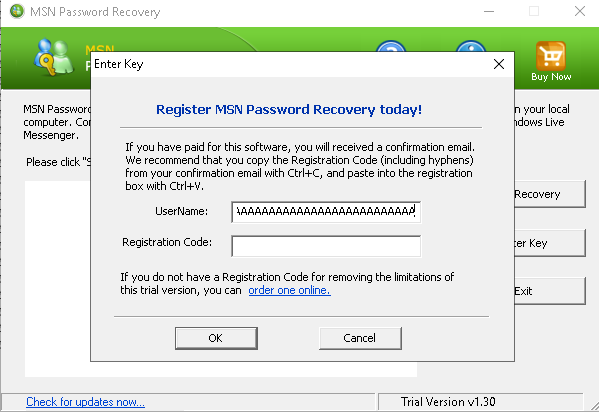 MSN Password Recovery
MSN
P
Buy Now
MSN Passwor
n your local
computer. Co
ndows Live
Messenger.
Please click "S
Recovery
ter Key
Exit
Enter Key
Register MSN Password Recovery today!
If you have paid for this software, you will received a confirmation email.
We recommend that you copy the Registration Code (including hyphens)
from your confirmation email with Ctrl+C, and paste into the registration
box with Ctrl+V.
UserName:
\AAAAAAAAAAAAAAAAAAAAAAAAA
Registration Code:
If you do not have a Registration Code for removing the limitations of
this trial version, you can order one online.
OK
Cancel
Check for updates now...
Trial Version v1.30